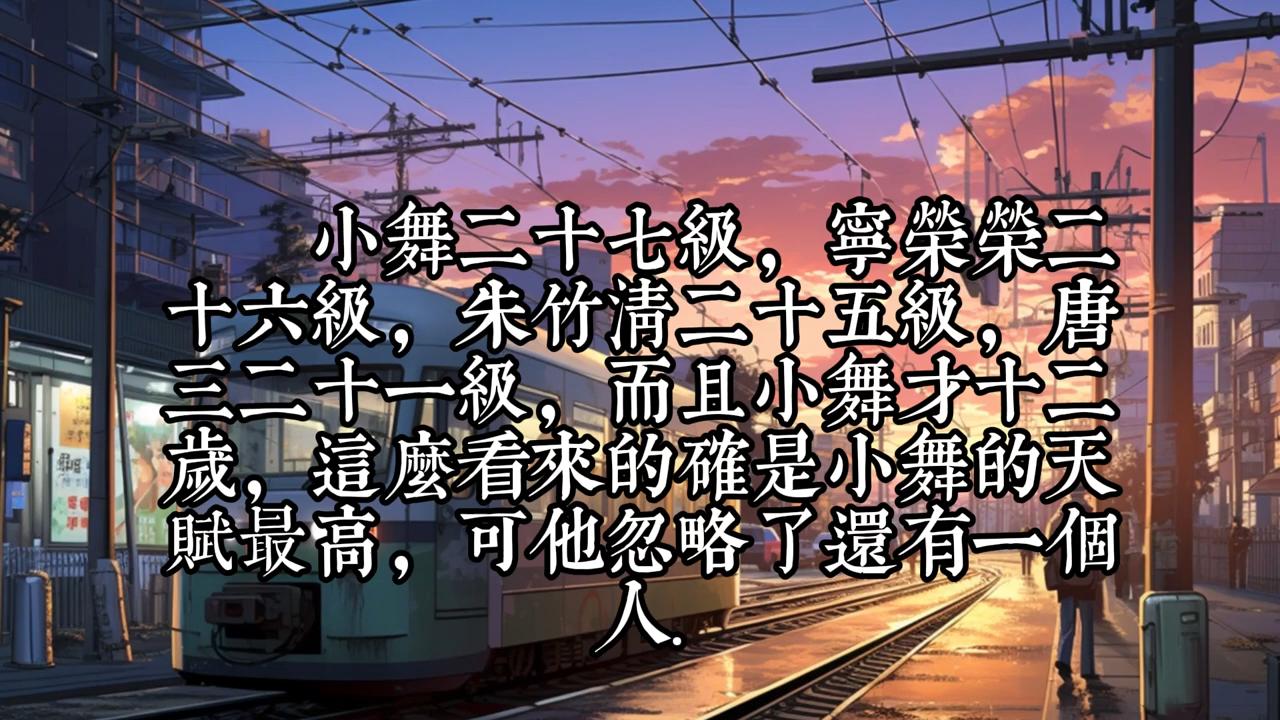 小舞二十七級，寧榮榮二
十六級，朱竹清二十五級，唐
三二十一級，而且小舞才十二
歲，這麼看來的確是小舞的天
賦最高，可他忽略了還有一個
人.